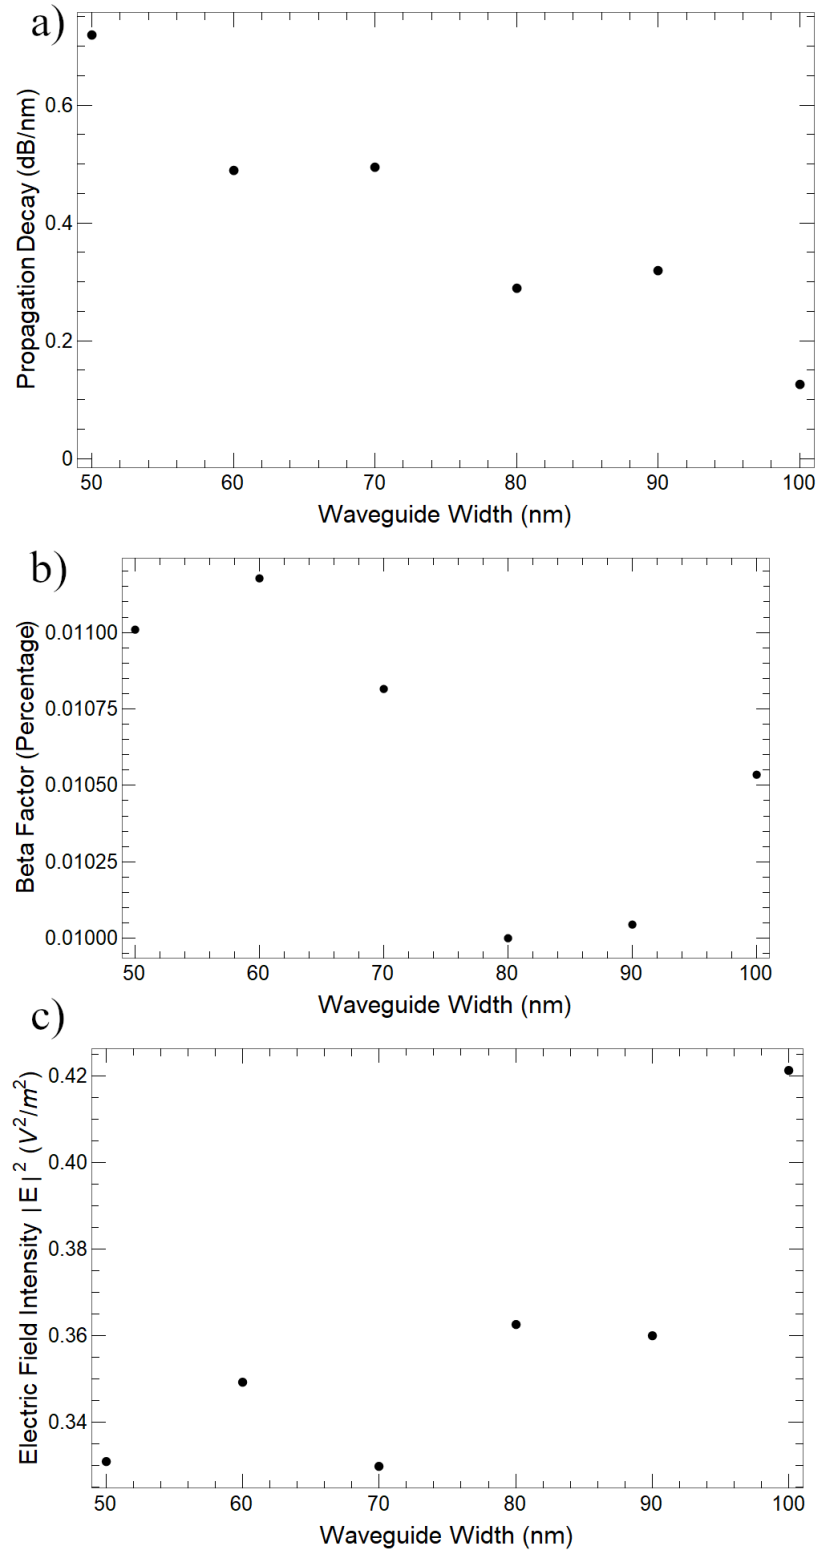 a)
Propagation Decay (dB/nm)
0.6
0.4
0.2
0
50 60 70 80 90 100
Waveguide Width (nm)
b)
Beta Factor (Percentage)
0.01100
0.01075
0.01050
0.01025
0.01000
50 60 70 80 90 100
Waveguide Width (nm)
c)
Electric Field Intensity |E|² (V²/m²)
0.42
0.40
0.38
0.36
0.34
50 60 70 80 90 100
Waveguide Width (nm)